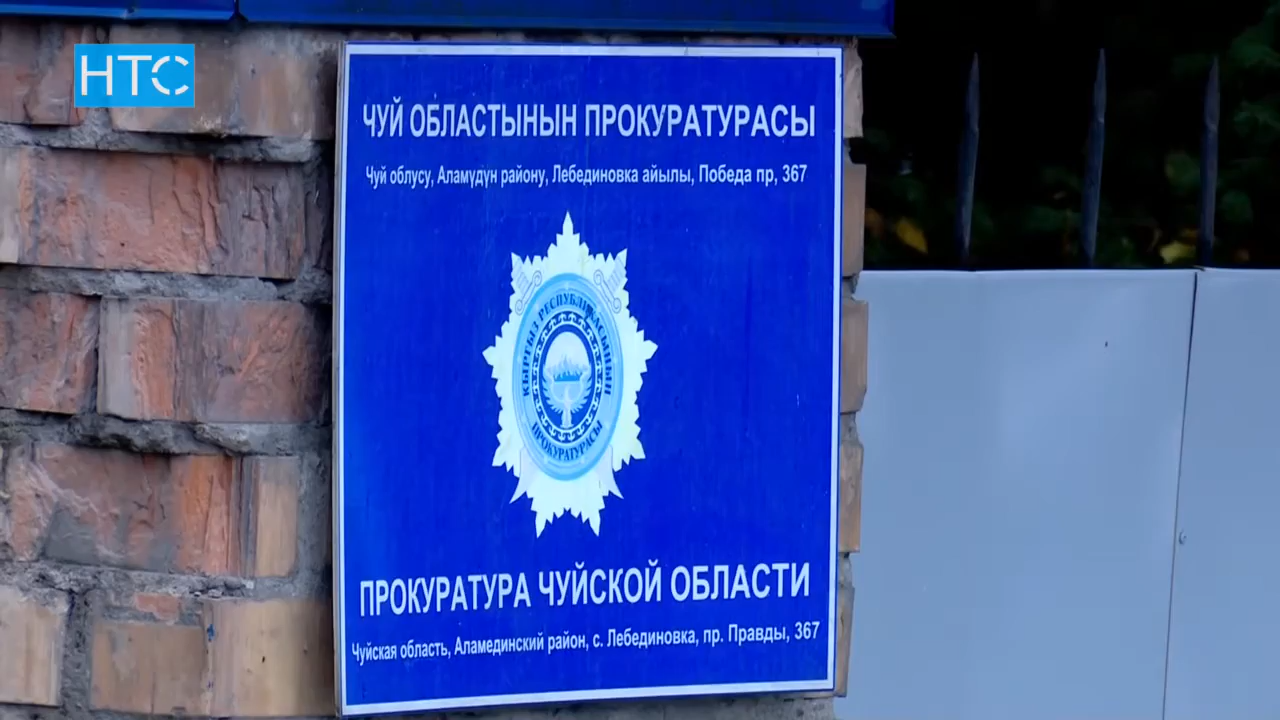 НТС
ЧУЙ ОБЛАСТЫНЫН ПРОКУРАТУРАСЫ
Чуй облусу, Аламүдүн району, Лебединовка айылы, Победа пр, 367
КЫРГЫЗ РЕСПУБЛИКАСЫНЫН
ПРОКУРАТУРАСЫ
ПРОКУРАТУРА ЧУЙСКОЙ ОБЛАСТИ
Чуйская область, Аламединский район, с. Лебединовка, пр. Правды, 367